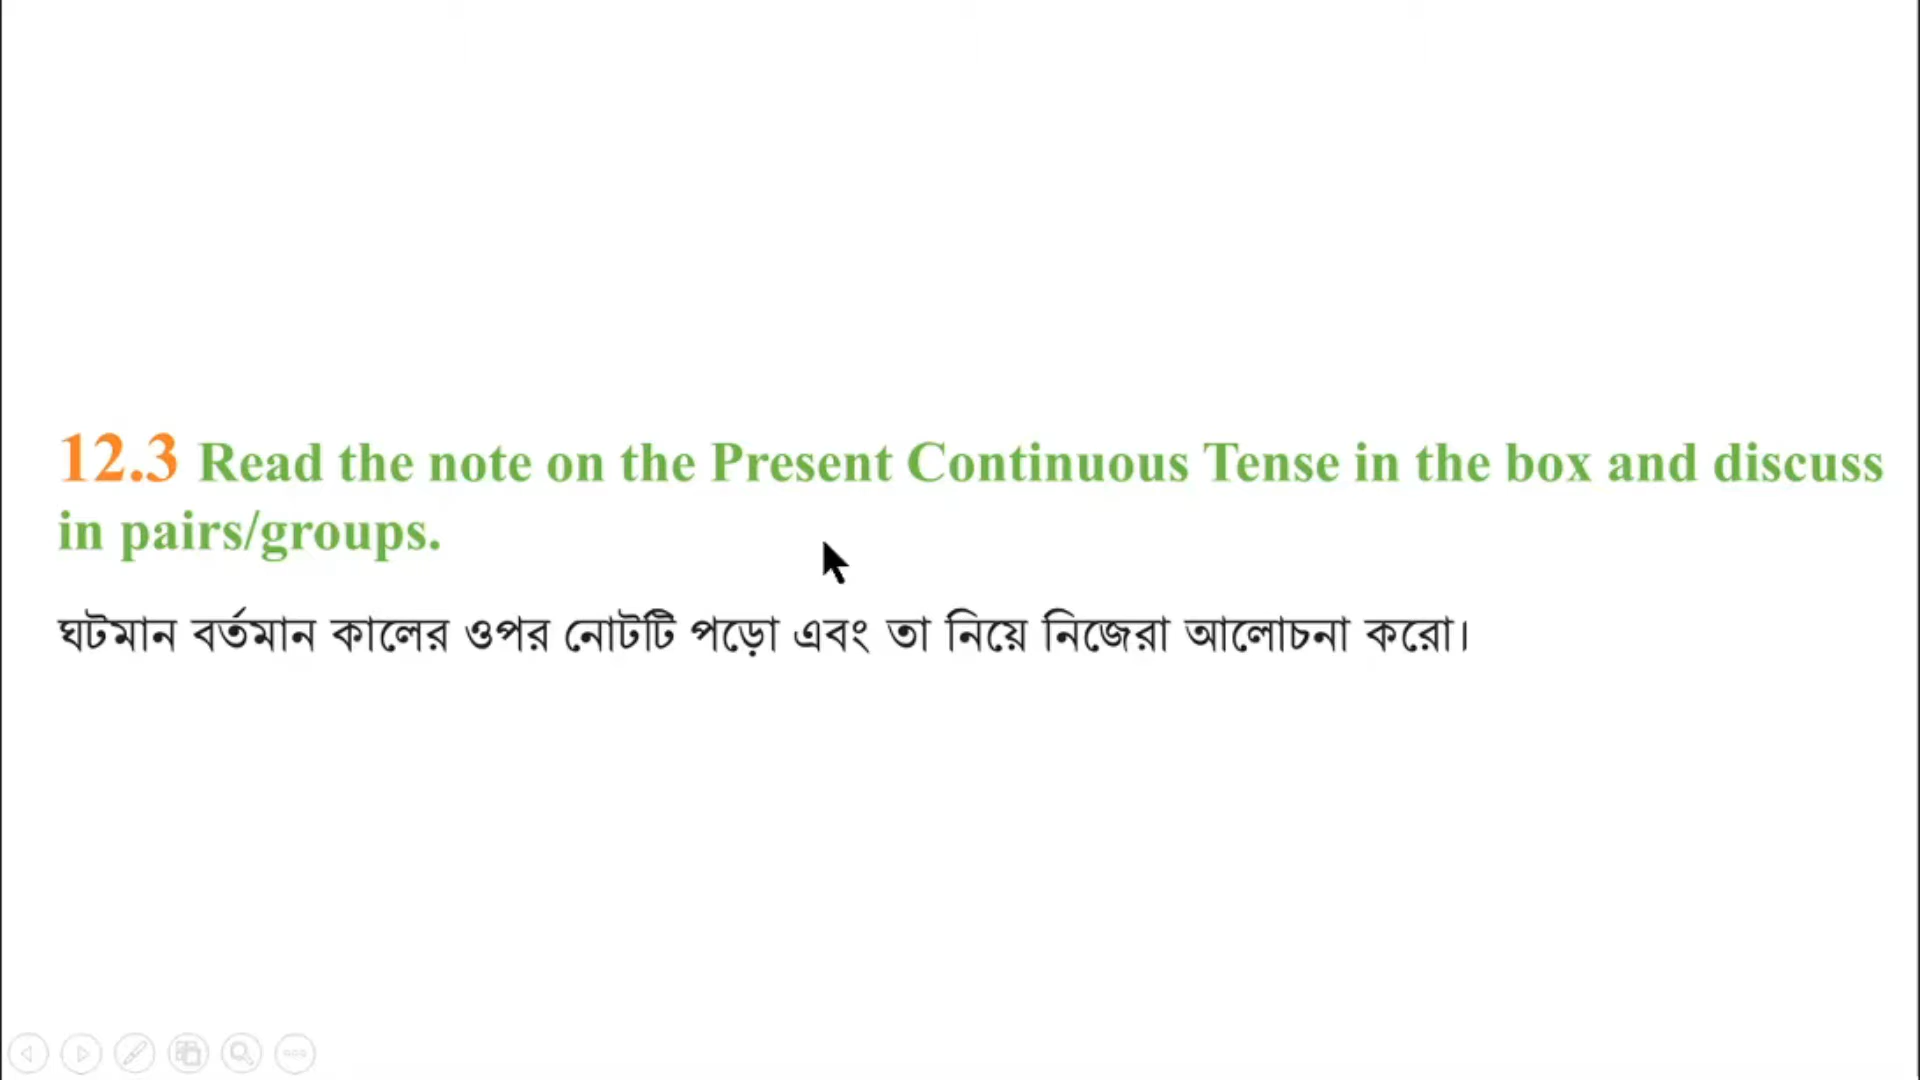 12.3 Read the note on the Present Continuous Tense in the box and discuss
in pairs/groups.
ঘটমান বর্তমান কালের ওপর নোটটি পড়ো এবং তা নিয়ে নিজেরা আলোচনা করো।